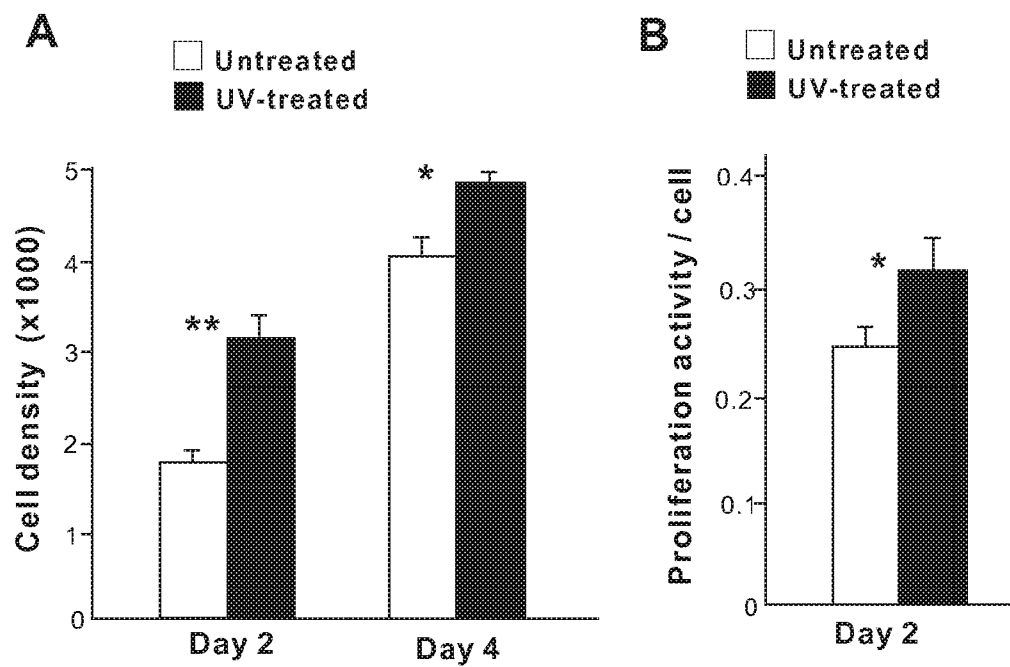 A
Untreated
UV-treated
Cell density (x1000)
5
4
3
2
1
0
**
*
Day 2
Day 4
B
Untreated
UV-treated
Proliferation activity / cell
0.4
0.3
0.2
0.1
0
*
Day 2